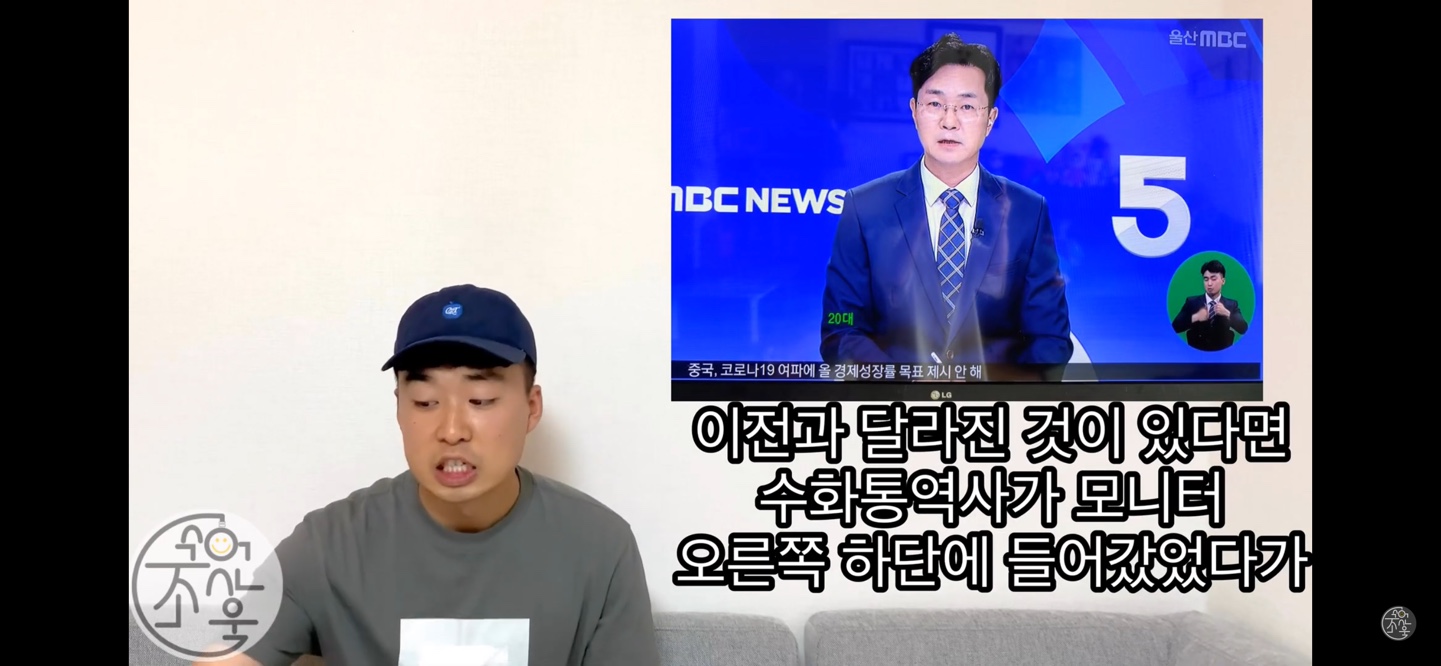 울산MBC
MBC NEWS
5
20대
중국, 코로나19 여파에 올 경제성장률 목표 제시 안 해
LG
이전과 달라진 것이 있다면
수화통역사가 모니터
오른쪽 하단에 들어갔었다가